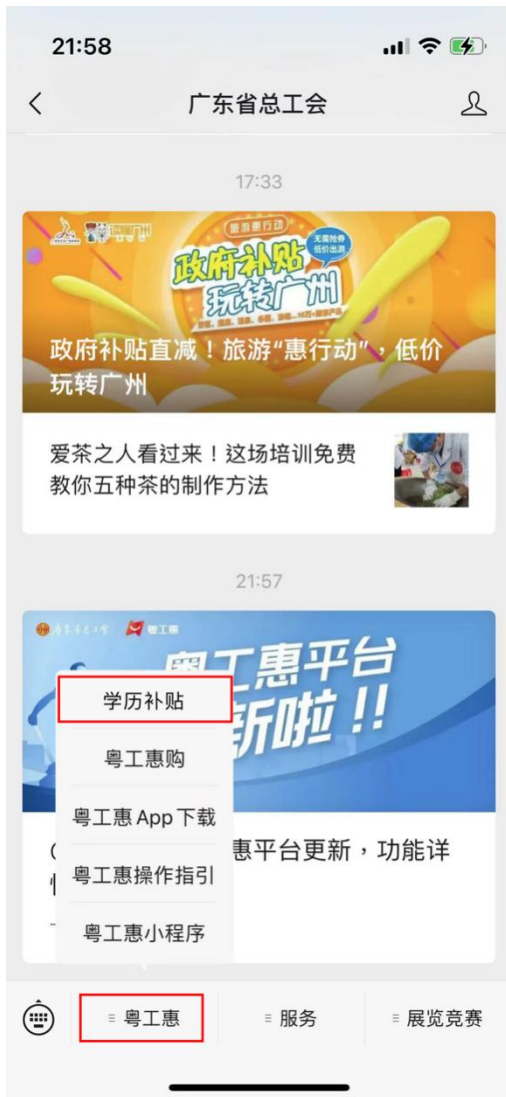 21:58
广东省总工会
17:33
旅游惠行动
政府补贴
无需抢券
低价出游
玩转广州
政府补贴直减！旅游“惠行动”，低价
玩转广州
爱茶之人看过来！这场培训免费
教你五种茶的制作方法
21:57
粤工惠
粤工惠平台
新啦!!
学历补贴
粤工惠购
粤工惠App下载
惠平台更新，功能详
粤工惠操作指引
粤工惠小程序
粤工惠
服务
展览竞赛